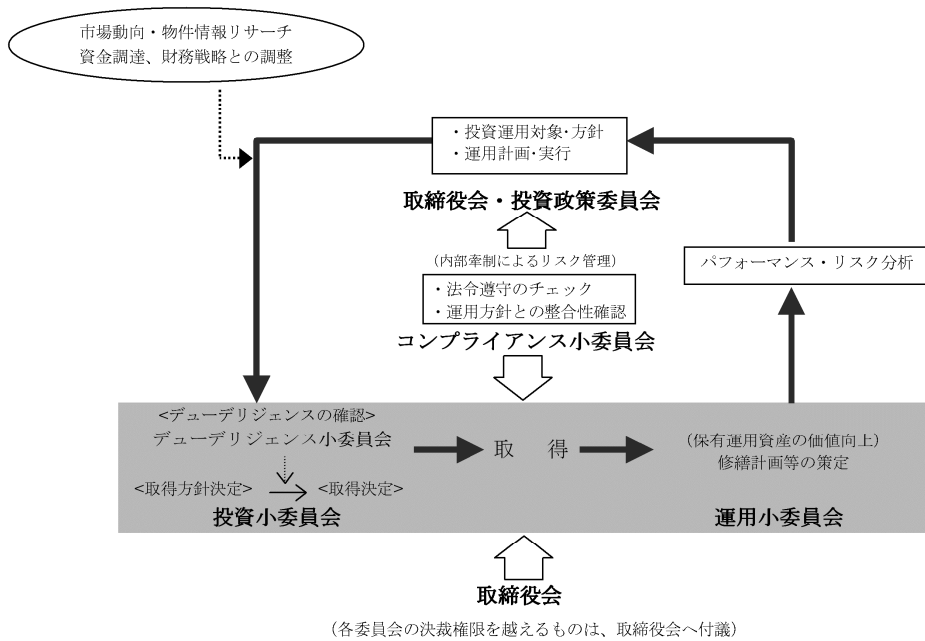 市場動向・物件情報リサーチ
資金調達、財務戦略との調整
・投資運用対象・方針
・運用計画・実行
取締役会・投資政策委員会
(内部牽制によるリスク管理)
・法令遵守のチェック
・運用方針との整合性確認
コンプライアンス小委員会
パフォーマンス・リスク分析
<デューデリジェンスの確認>
デューデリジェンス小委員会
<取得方針決定>
<取得決定>
投資小委員会
取 得
(保有運用資産の価値向上)
修繕計画等の策定
運用小委員会
取締役会
(各委員会の決裁権限を越えるものは、取締役会へ付議)